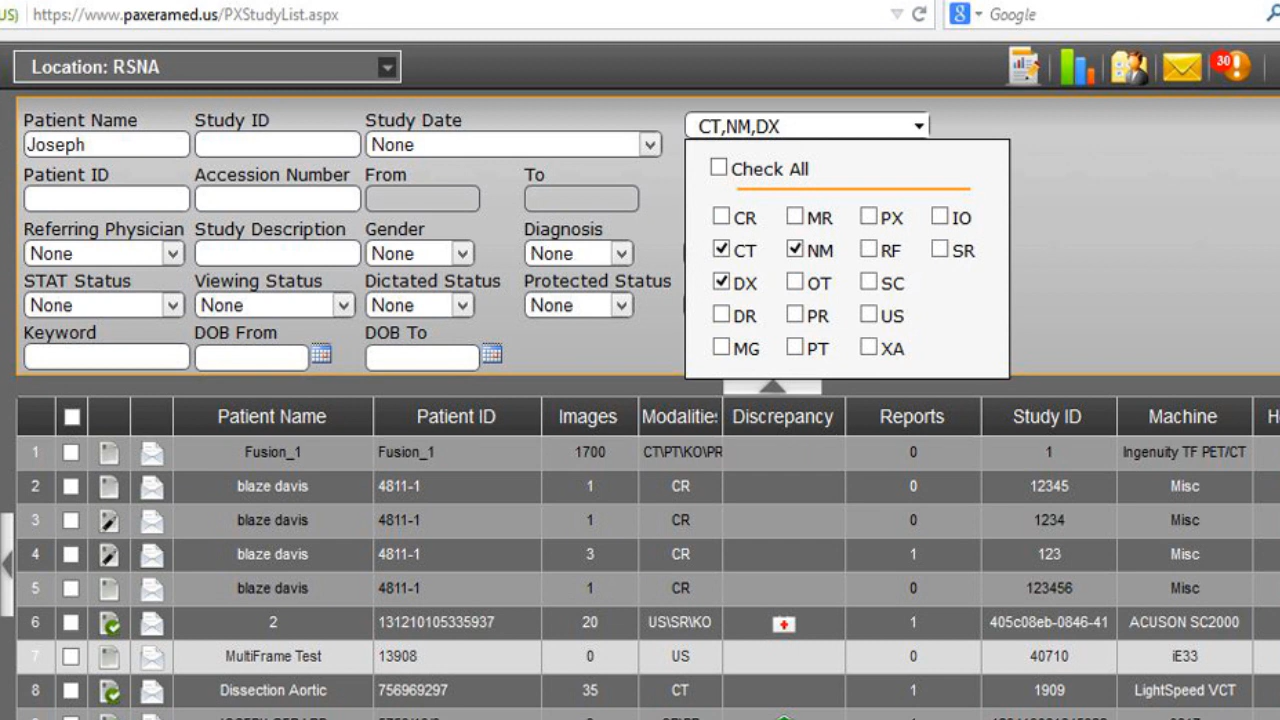 US) https://www.paxeramed.us/PXStudyList.aspx Google
Location: RSNA 30
Patient Name Study ID Study Date CT,NM,DX
Joseph None
Check All
Patient ID Accession Number From To
CR MR PX IO
Referring Physician Study Description Gender Diagnosis
None None None CT NM RF SR
STAT Status Viewing Status Dictated Status Protected Status DX OT SC
None None None None DR PR US
Keyword DOB From DOB To
MG PT XA
Patient Name Patient ID Images Modalities Discrepancy Reports Study ID Machine H
1 Fusion_1 Fusion_1 1700 CT\PT\KO\PR 0 1 Ingenuity TF PET/CT
2 blaze davis 4811-1 1 CR 0 12345 Misc
3 blaze davis 4811-1 1 CR 0 1234 Misc
4 blaze davis 4811-1 3 CR 1 123 Misc
5 blaze davis 4811-1 1 CR 0 123456 Misc
6 2 131210105335937 20 US\SR\KO 1 405c08eb-0846-41 ACUSON SC2000
7 MultiFrame Test 13908 0 US 0 40710 iE33
8 Dissection Aortic 756969297 35 CT 1 1909 LightSpeed VCT